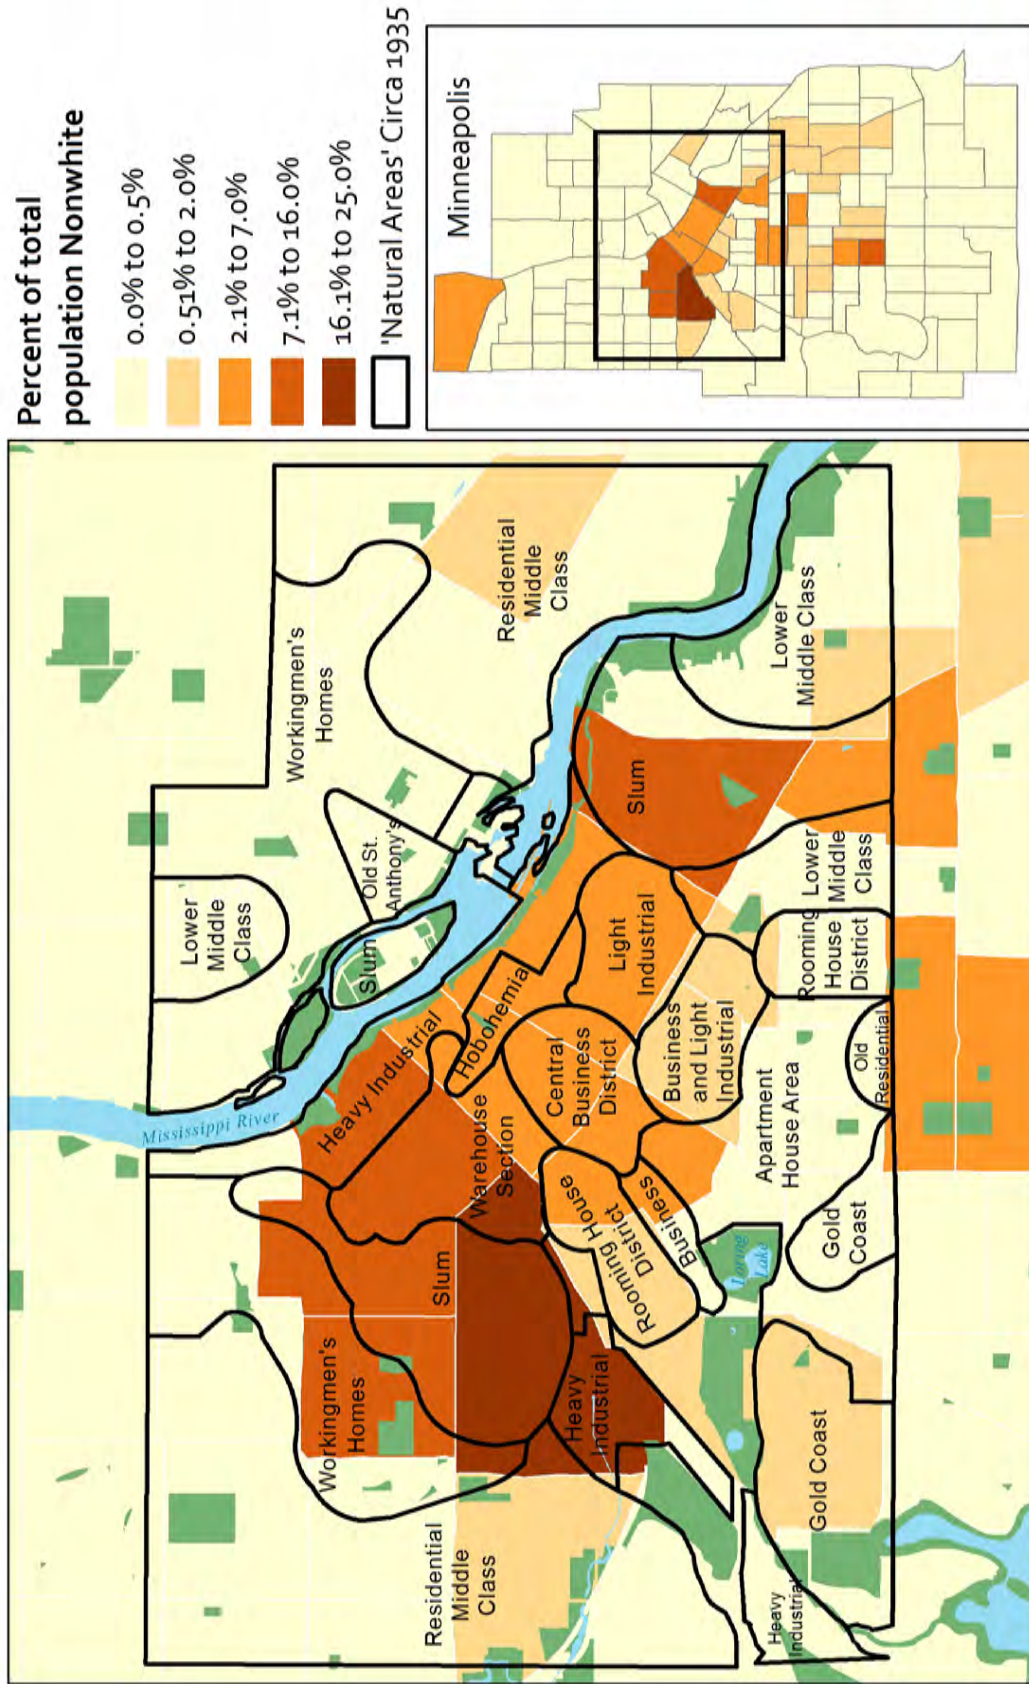 Percent of total
population Nonwhite
0.0% to 0.5%
0.51% to 2.0%
2.1% to 7.0%
7.1% to 16.0%
16.1% to 25.0%
'Natural Areas' Circa 1935
Minneapolis
Lower
Middle
Class
Workingmen's
Homes
Old St.
Anthony's
Slum
Residential
Middle
Class
Mississippi River
Heavy Industrial
Hobohemia
Warehouse
Section
Slum
Workingmen's
Homes
Residential
Middle
Class
Heavy
Industrial
Rooming House
District
Business
Central
Business
District
Light
Industrial
Business
and Light
Industrial
Slum
Lower
Middle Class
Lower
Middle
Class
Rooming
House
District
Old
Residential
Apartment
House Area
Gold
Coast
Loring
Lake
Gold Coast
Heavy
Industrial